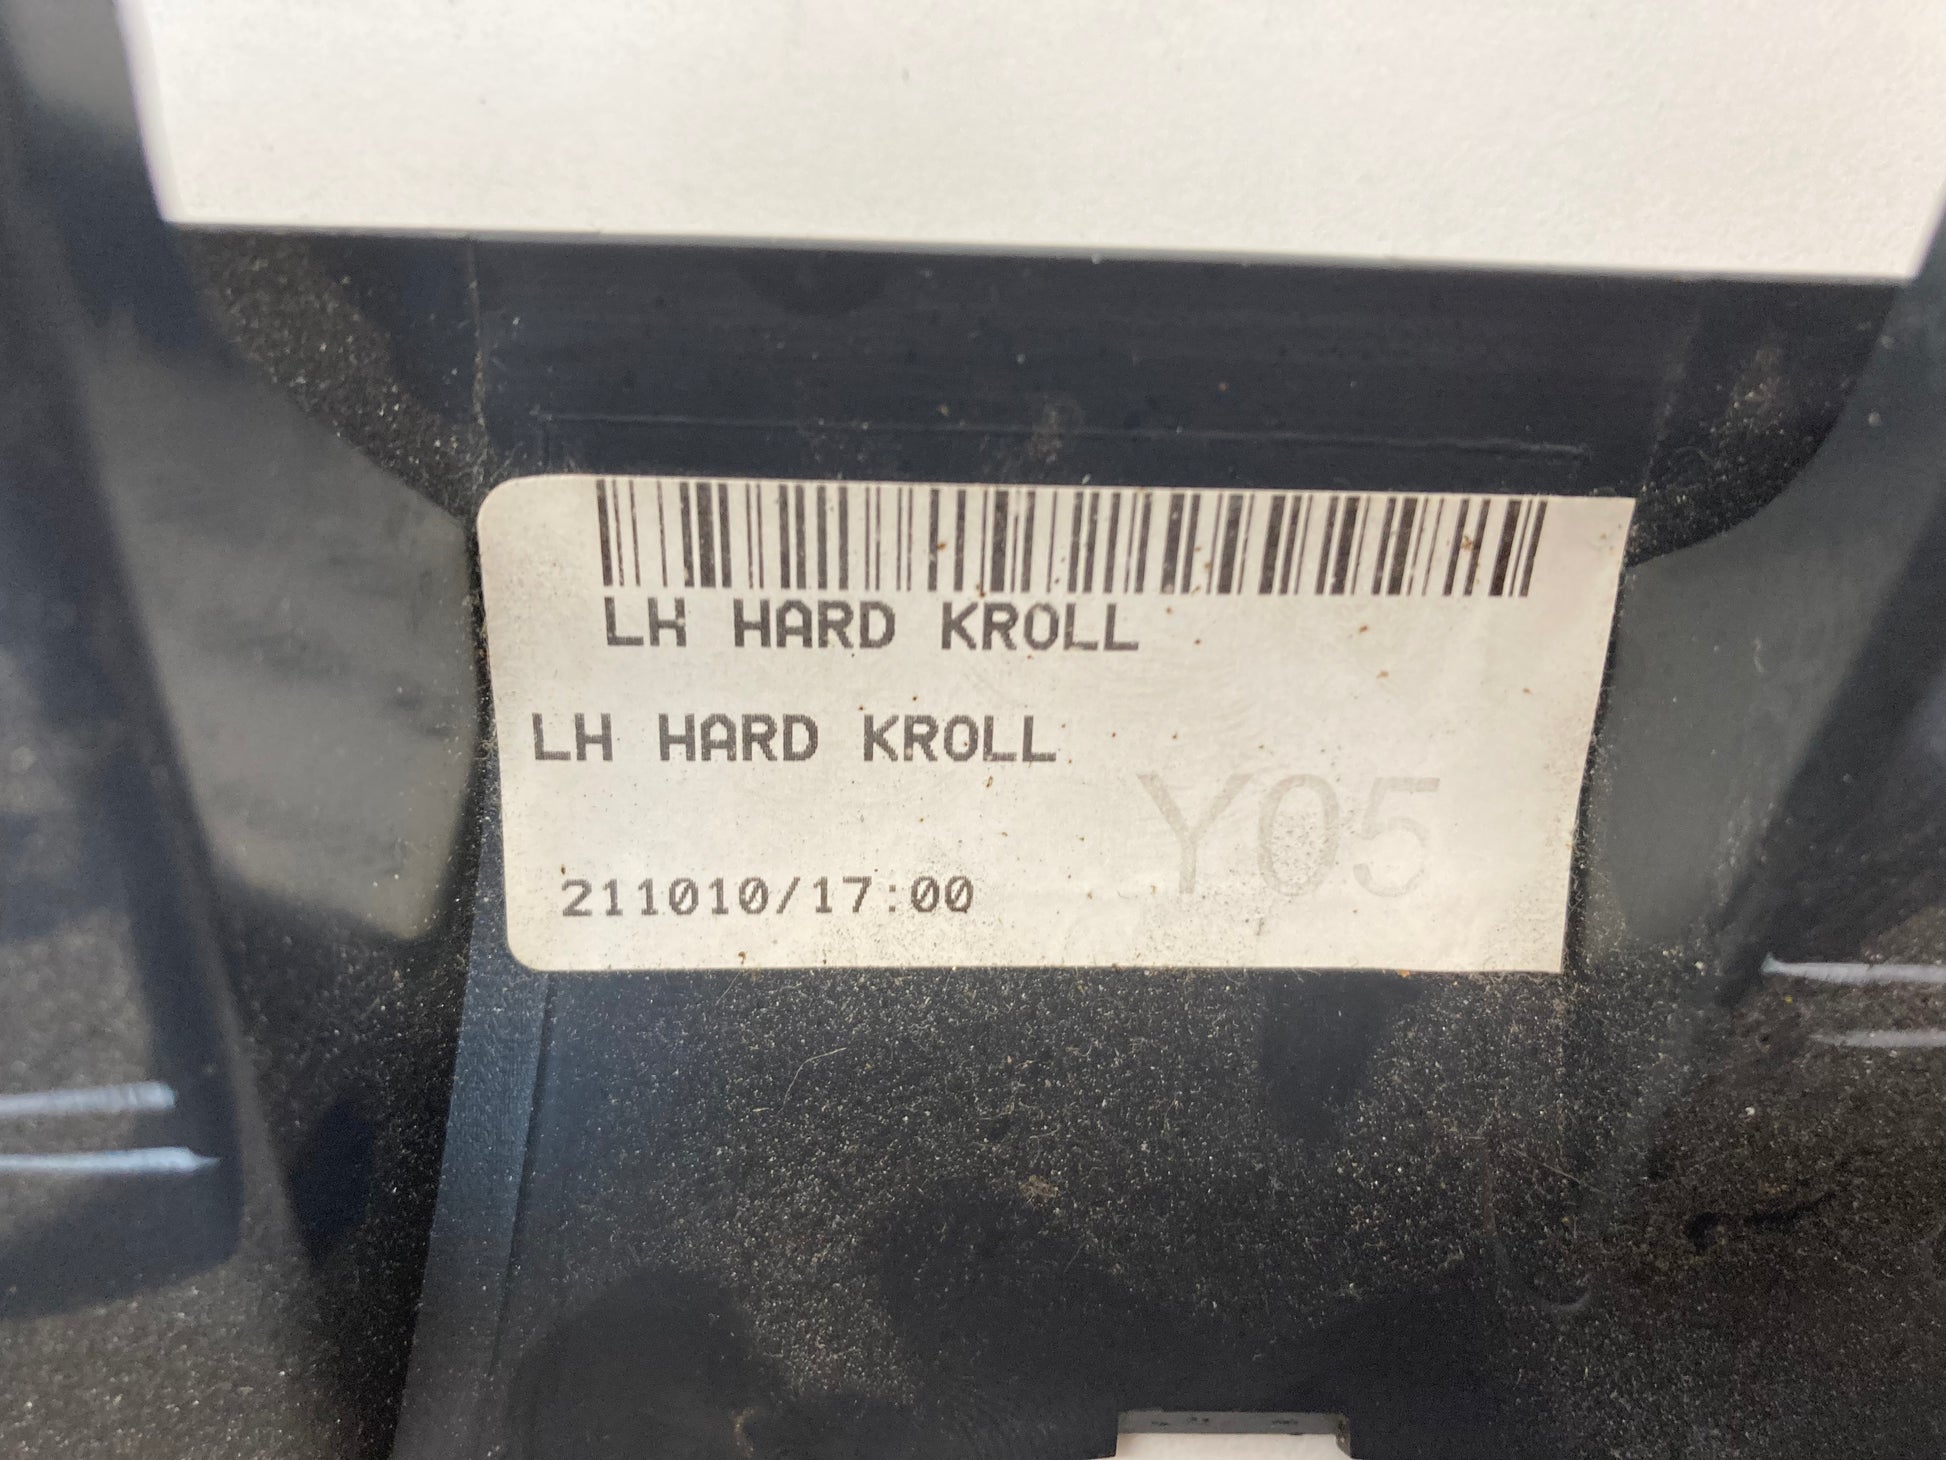 LH HARD KROLL
LH HARD KROLL
Y05
211010/17:00